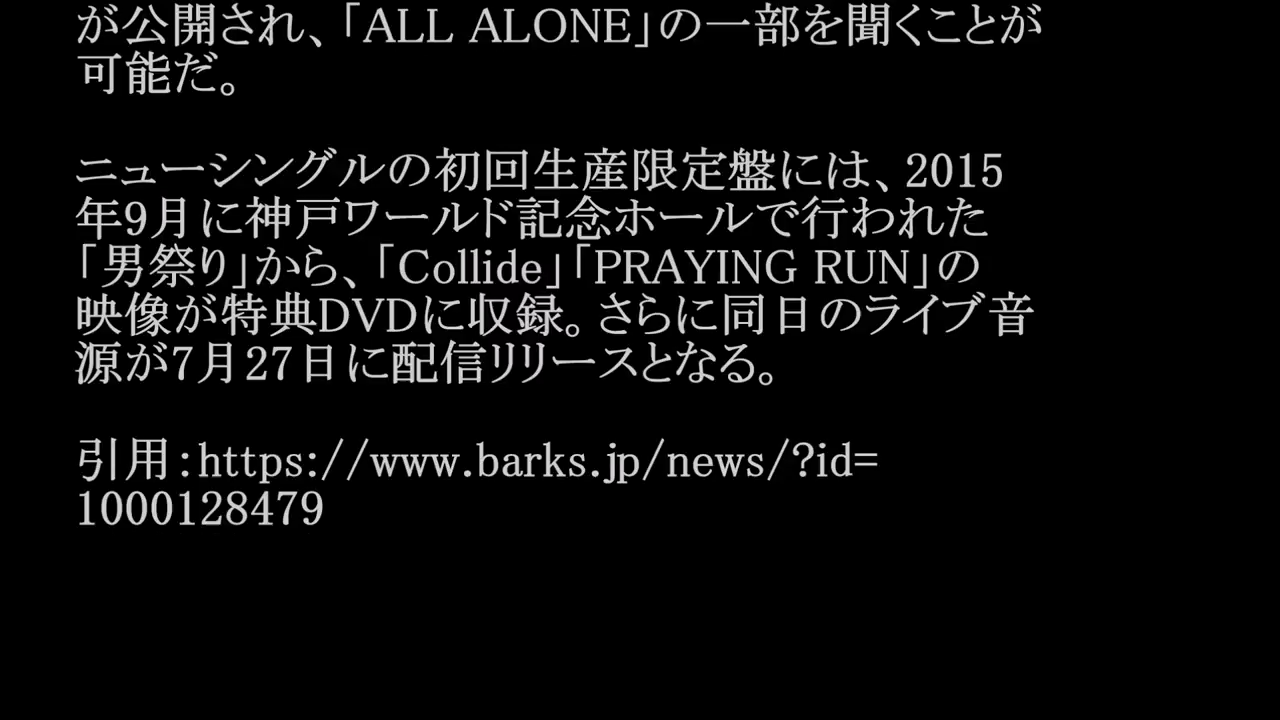 が公開され、「ALL ALONE」の一部を聞くことが
可能だ。
ニューシングルの初回生産限定盤には、2015
年9月に神戸ワールド記念ホールで行われた
「男祭り」から、「Collide」「PRAYING RUN」の
映像が特典DVDに収録。さらに同日のライブ音
源が7月27日に配信リリースとなる。
引用：https://www.barks.jp/news/?id=
1000128479